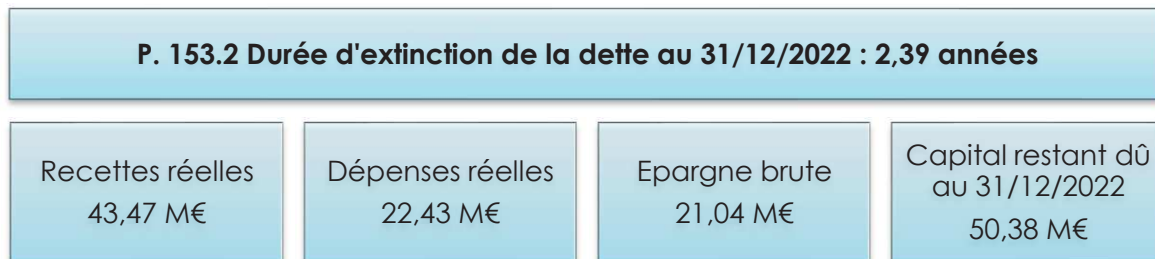 P. 153.2 Durée d'extinction de la dette au 31/12/2022 : 2,39 années
Recettes réelles
43,47 M€
Dépenses réelles
22,43 M€
Epargne brute
21,04 M€
Capital restant dû
au 31/12/2022
50,38 M€